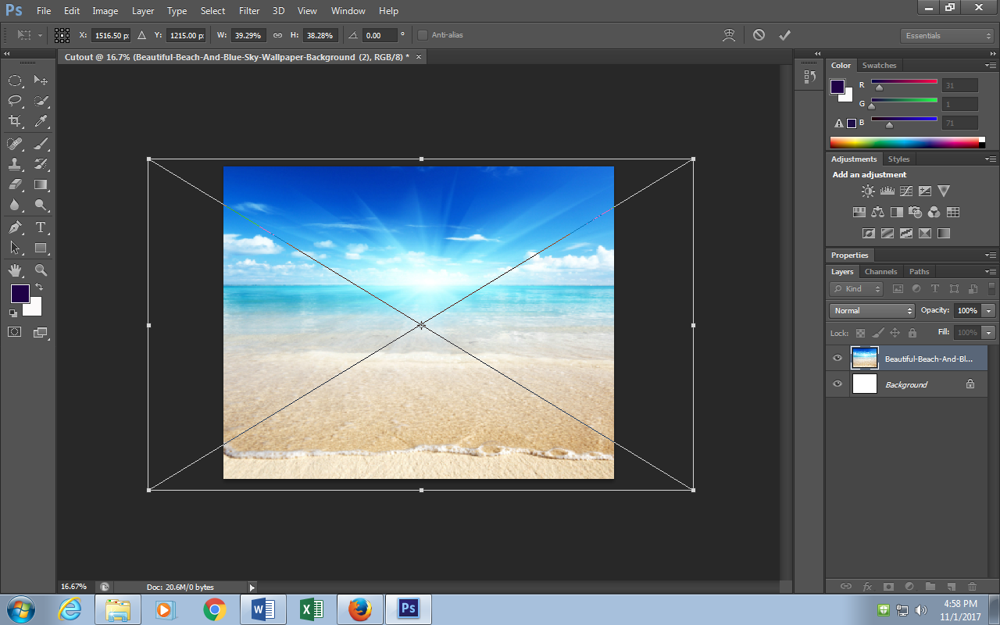 Ps File Edit Image Layer Type Select Filter 3D View Window Help
X: 1516.50 p: Y: 1215.00 p: W: 39.29% H: 38.28% 0.00 ° Anti-alias Essentials
Cutout @ 16.7% (Beautiful-Beach-And-Blue-Sky-Wallpaper-Background (2), RGB/8) * ×
Color Swatches
R 31
G 1
B 71
Adjustments Styles
Add an adjustment
Properties
Layers Channels Paths
Kind T
Normal Opacity: 100%
Lock: Fill: 100%
Beautiful-Beach-And-Bl...
Background
fx
16.67% Doc: 20.6M/0 bytes
Ps
4:58 PM
11/1/2017